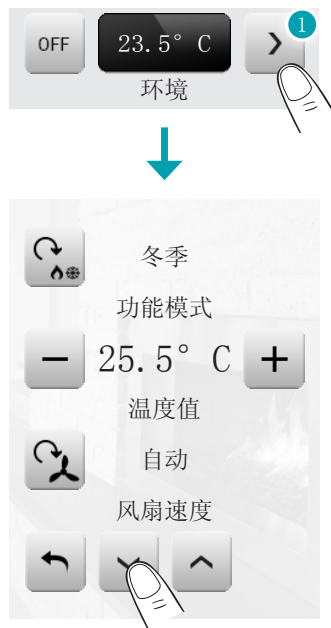 OFF 23.5° C 1
环境
冬季
功能模式
25.5° C
温度值
自动
风扇速度